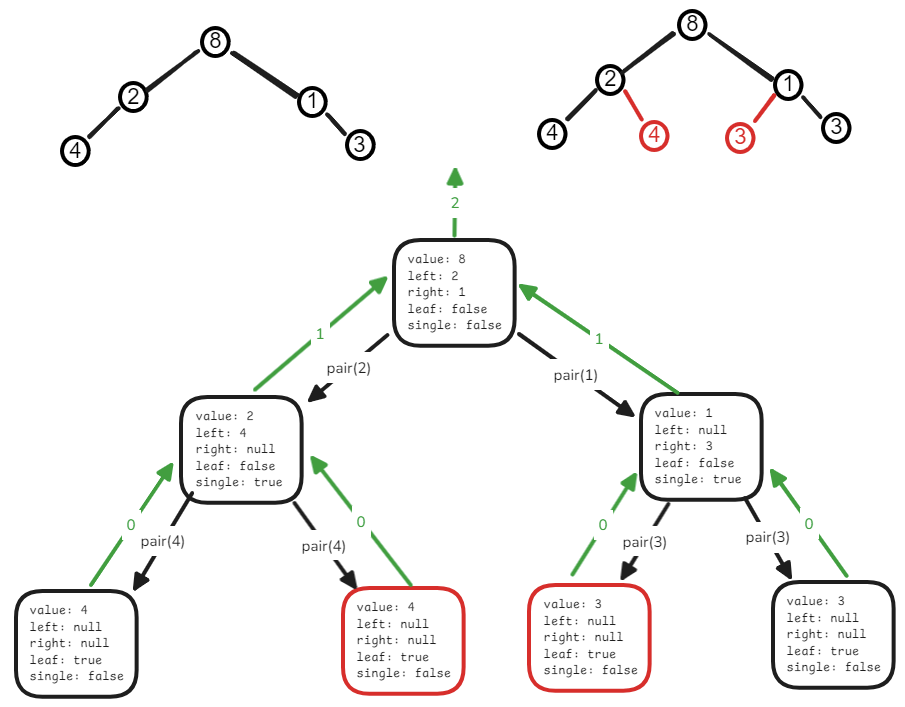 8
2
1
4
3
8
2
1
4
4
3
3
2
value: 8
left: 2
right: 1
leaf: false
single: false
1
1
pair(2)
pair(1)
value: 2
left: 4
right: null
leaf: false
single: true
value: 1
left: null
right: 3
leaf: false
single: true
0
0
0
0
pair(4)
pair(4)
pair(3)
pair(3)
value: 4
left: null
right: null
leaf: true
single: false
value: 4
left: null
right: null
leaf: true
single: false
value: 3
left: null
right: null
leaf: true
single: false
value: 3
left: null
right: null
leaf: true
single: false